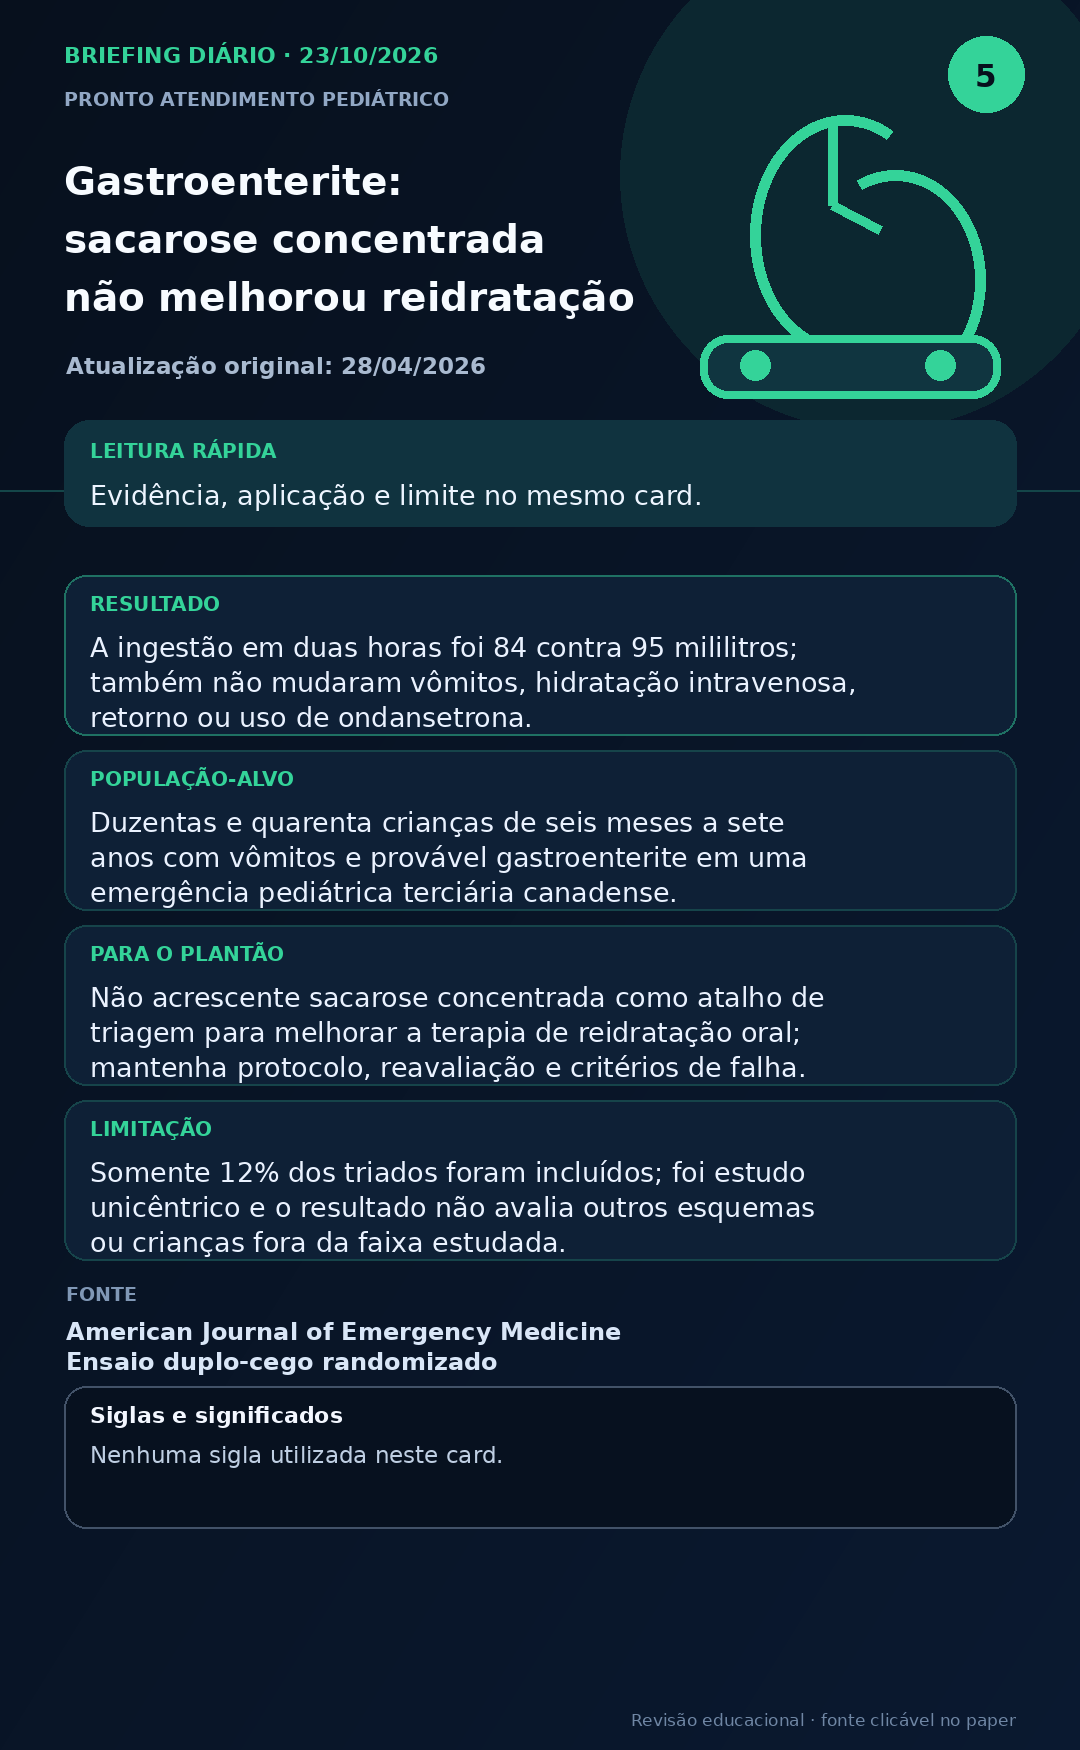 BRIEFING DIÁRIO · 23/10/2026
PRONTO ATENDIMENTO PEDIÁTRICO
5
Gastroenterite:
sacarose concentrada
não melhorou reidratação
Atualização original: 28/04/2026
LEITURA RÁPIDA
Evidência, aplicação e limite no mesmo card.
RESULTADO
A ingestão em duas horas foi 84 contra 95 mililitros;
também não mudaram vômitos, hidratação intravenosa,
retorno ou uso de ondansetrona.
POPULAÇÃO-ALVO
Duzentas e quarenta crianças de seis meses a sete
anos com vômitos e provável gastroenterite em uma
emergência pediátrica terciária canadense.
PARA O PLANTÃO
Não acrescente sacarose concentrada como atalho de
triagem para melhorar a terapia de reidratação oral;
mantenha protocolo, reavaliação e critérios de falha.
LIMITAÇÃO
Somente 12% dos triados foram incluídos; foi estudo
unicêntrico e o resultado não avalia outros esquemas
ou crianças fora da faixa estudada.
FONTE
American Journal of Emergency Medicine
Ensaio duplo-cego randomizado
Siglas e significados
Nenhuma sigla utilizada neste card.
Revisão educacional · fonte clicável no paper